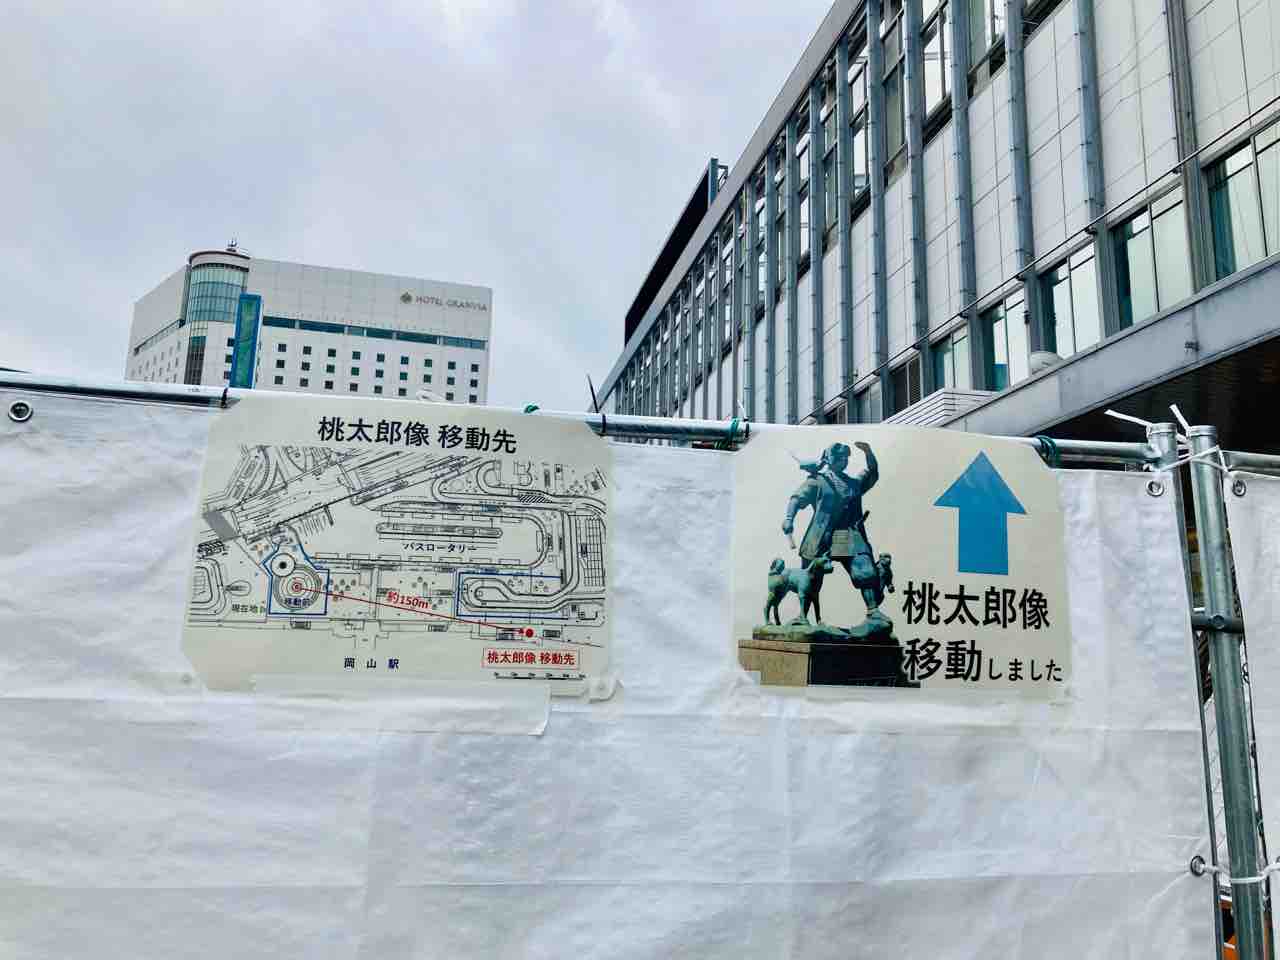 HOTEL GRANVIA
桃太郎像 移動先
バスロータリー
移動前
現在地
約150m
桃太郎像 移動先
岡山駅
桃太郎像
移動しました